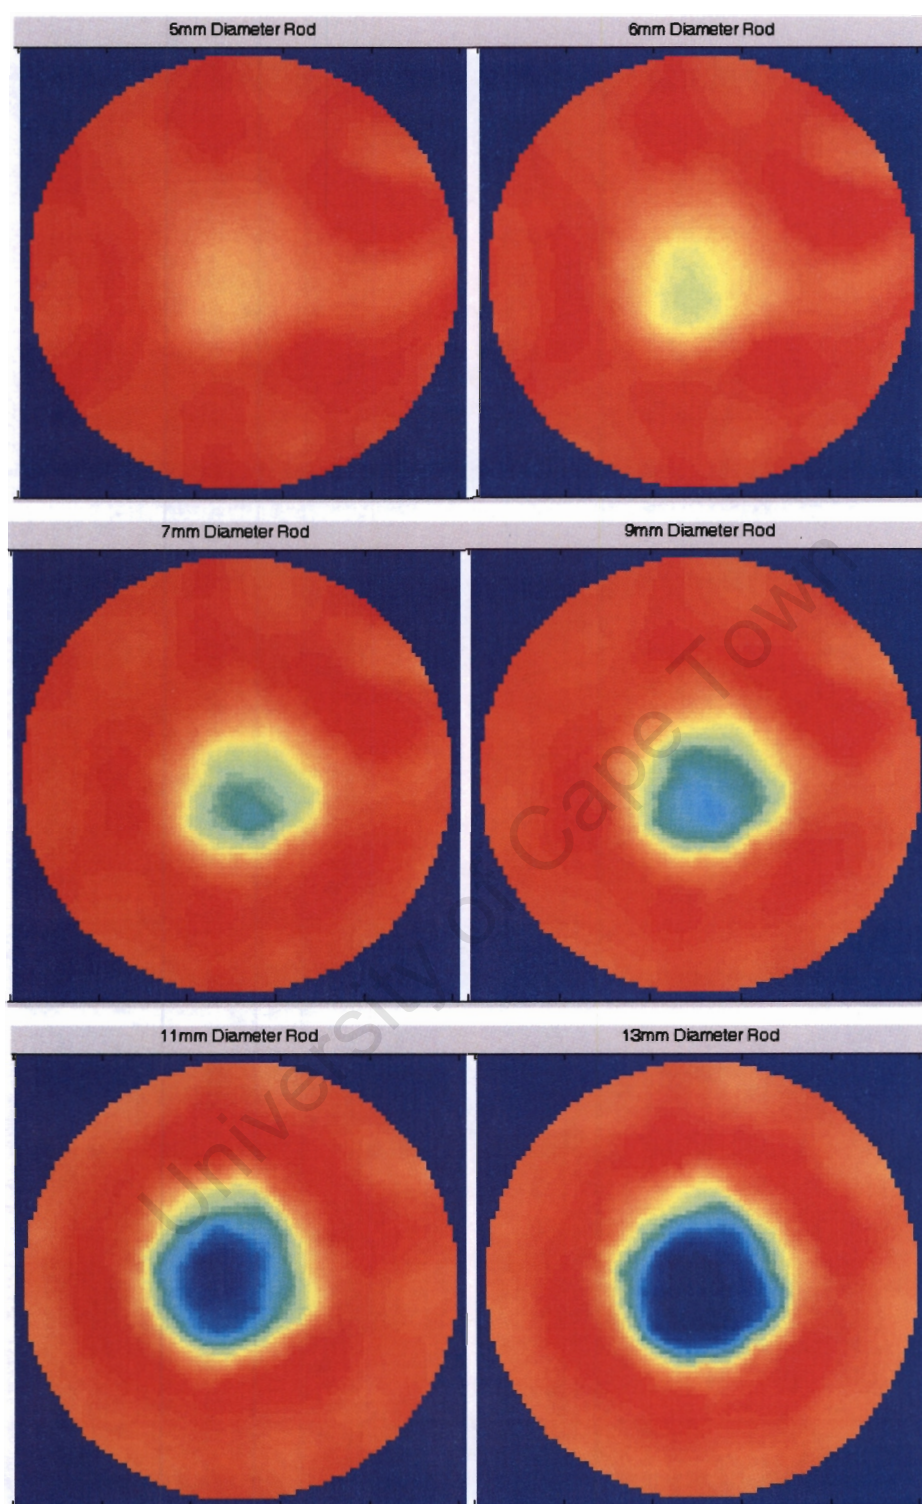 5mm Diameter Rod
6mm Diameter Rod
7mm Diameter Rod
9mm Diameter Rod
11mm Diameter Rod
13mm Diameter Rod
University of Cape Town